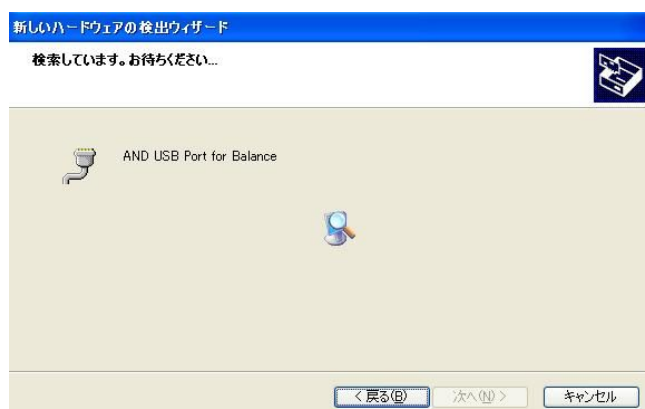 新しいハードウェアの検出ウィザード
検索しています。お待ちください...
AND USB Port for Balance
< 戻る(B)
次へ(N) >
キャンセル